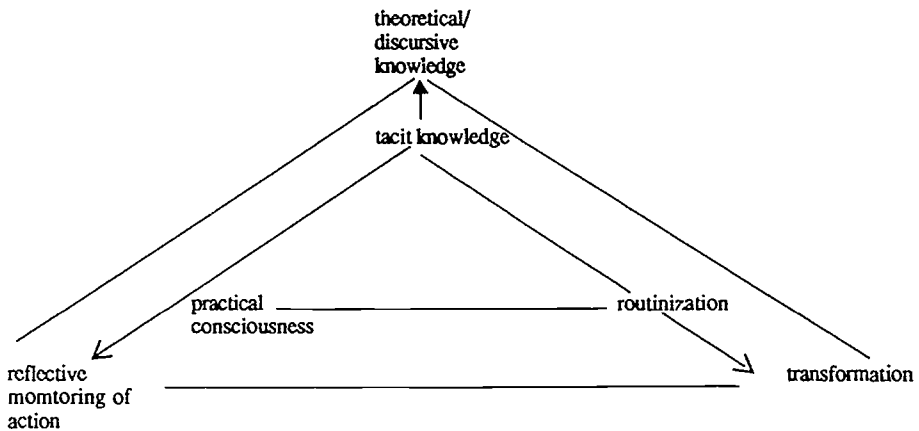 theoretical/
discursive
knowledge
tacit knowledge
practical
consciousness
routinization
reflective
momtoring of
action
transformation